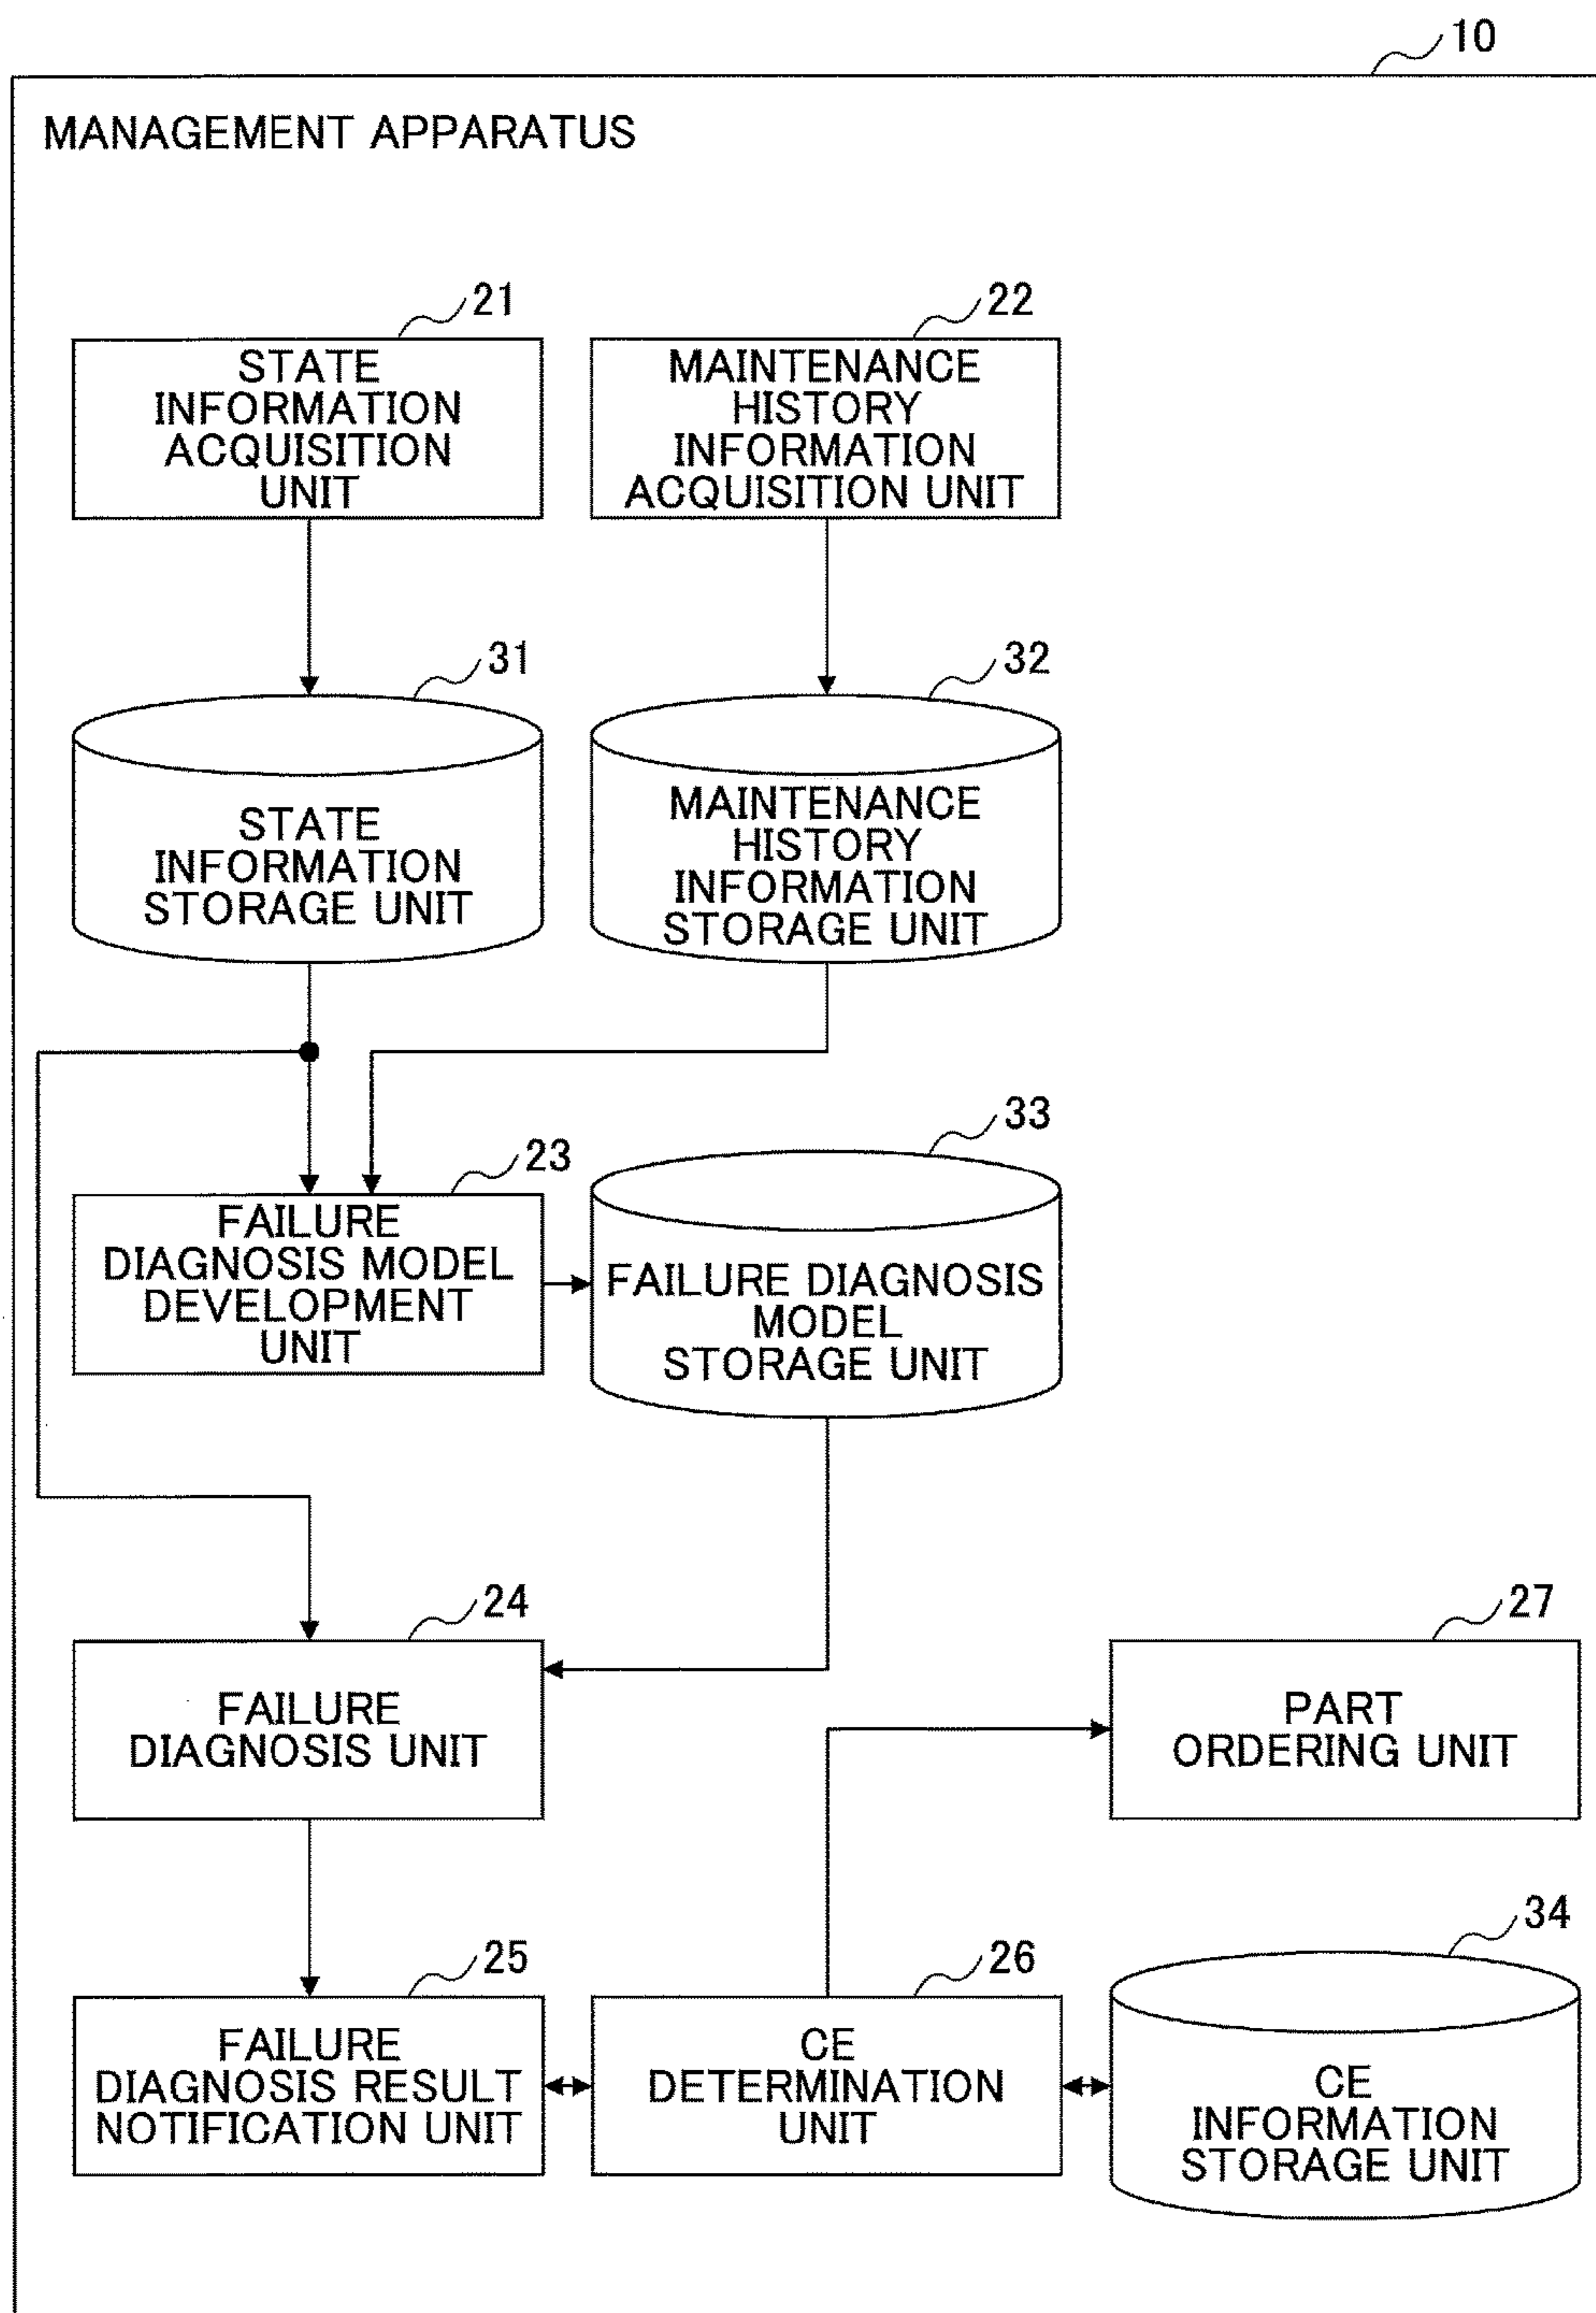 10
MANAGEMENT APPARATUS
21
STATE
INFORMATION
ACQUISITION
UNIT
22
MAINTENANCE
HISTORY
INFORMATION
ACQUISITION UNIT
31
STATE
INFORMATION
STORAGE UNIT
32
MAINTENANCE
HISTORY
INFORMATION
STORAGE UNIT
23
FAILURE
DIAGNOSIS MODEL
DEVELOPMENT
UNIT
33
FAILURE DIAGNOSIS
MODEL
STORAGE UNIT
24
FAILURE
DIAGNOSIS UNIT
27
PART
ORDERING UNIT
25
FAILURE
DIAGNOSIS RESULT
NOTIFICATION UNIT
26
CE
DETERMINATION
UNIT
34
CE
INFORMATION
STORAGE UNIT